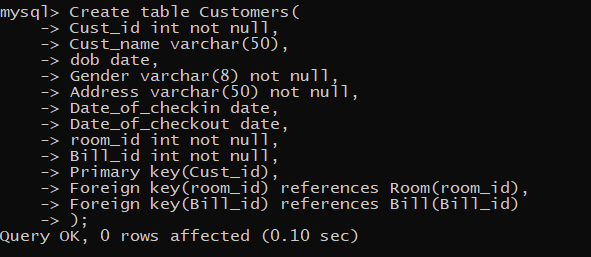 mysql> Create table Customers(
    -> Cust_id int not null,
    -> Cust_name varchar(50),
    -> dob date,
    -> Gender varchar(8) not null,
    -> Address varchar(50) not null,
    -> Date_of_checkin date,
    -> Date_of_checkout date,
    -> room_id int not null,
    -> Bill_id int not null,
    -> Primary key(Cust_id),
    -> Foreign key(room_id) references Room(room_id),
    -> Foreign key(Bill_id) references Bill(Bill_id)
    -> );
Query OK, 0 rows affected (0.10 sec)